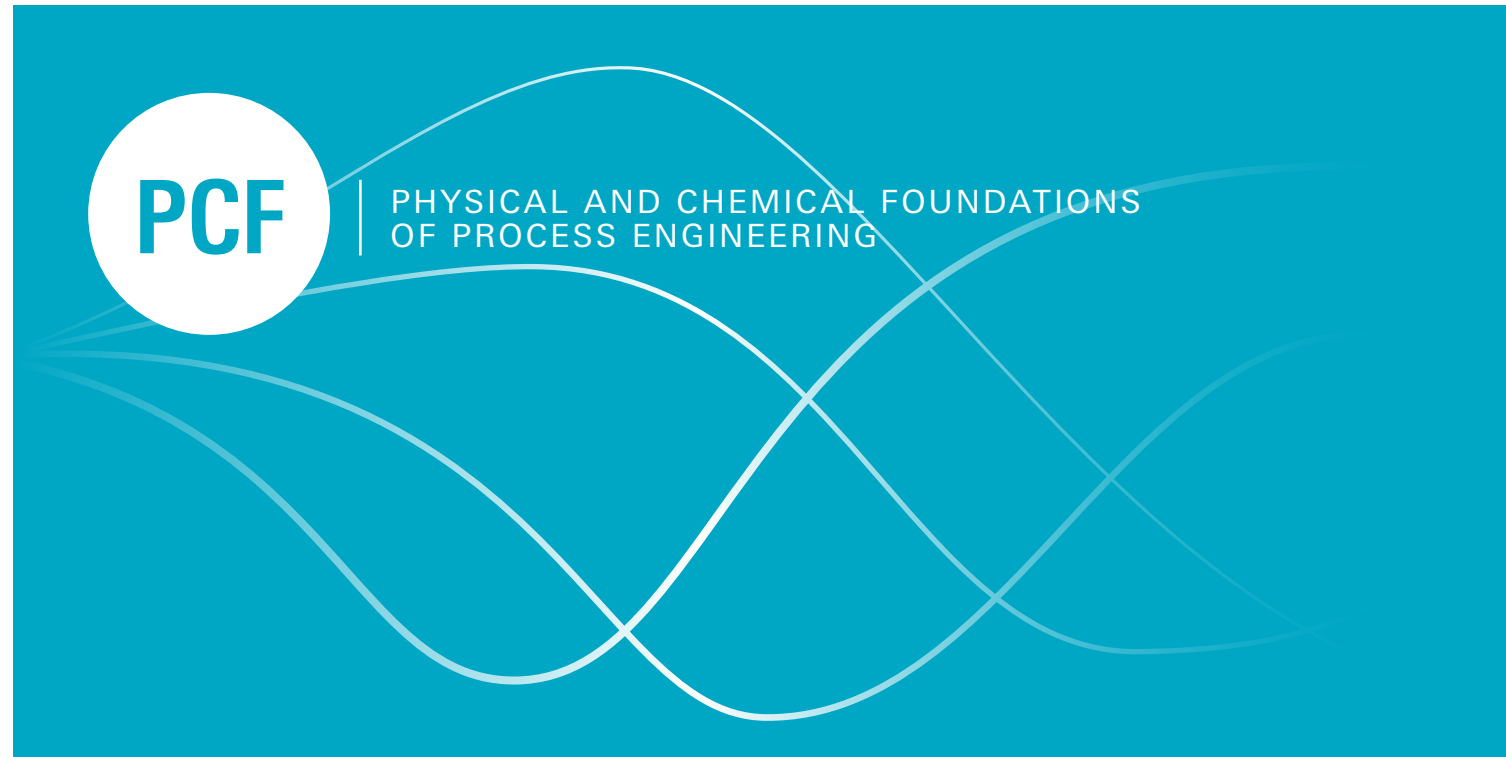 PCF
PHYSICAL AND CHEMICAL FOUNDATIONS
OF PROCESS ENGINEERING